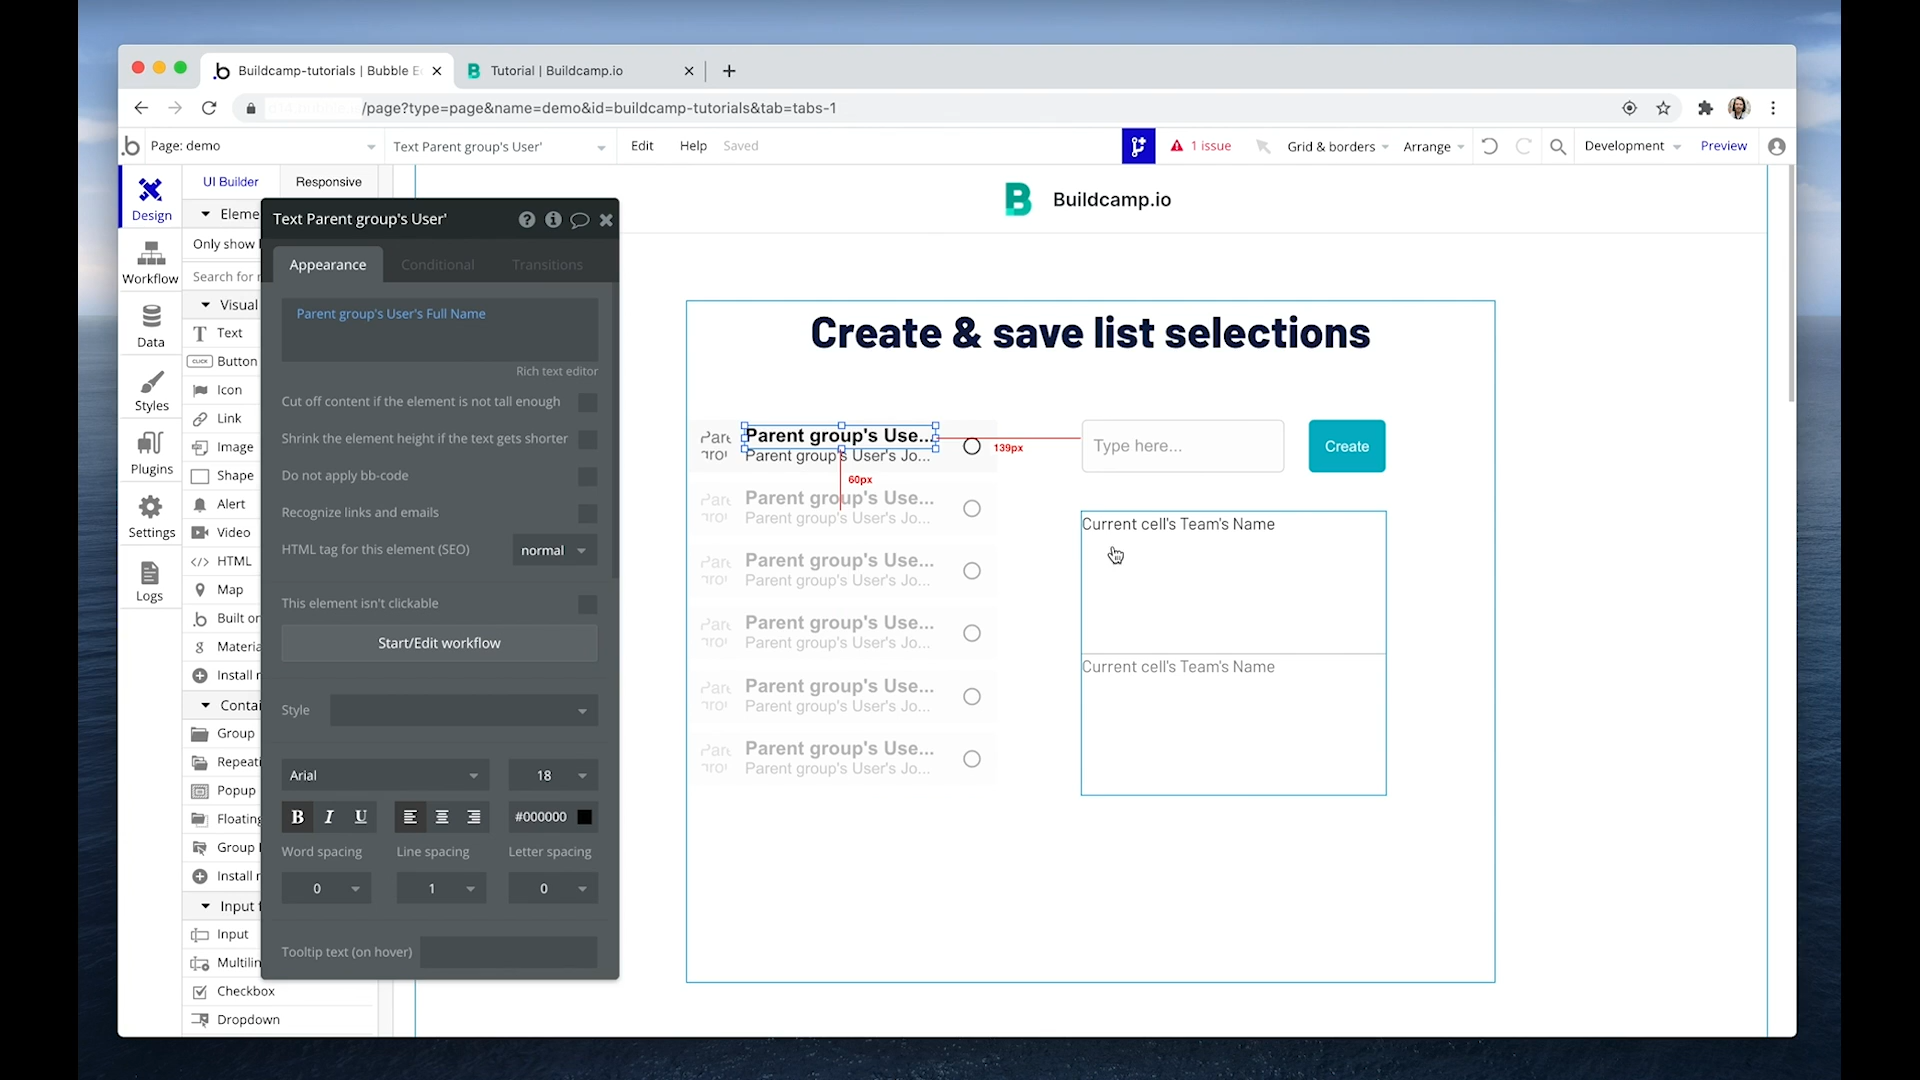 Buildcamp-tutorials | Bubble E
Tutorial | Buildcamp.io
/page?type=page&name=demo&id=buildcamp-tutorials&tab=tabs-1
Page: demo
Text Parent group's User'
Edit
Help
Saved
1 issue
Grid & borders
Arrange
Development
Preview
Design
Workflow
Data
Styles
Plugins
Settings
Logs
UI Builder
Responsive
Eleme
Only show
Search for
Visual
Text
CLICK
Button
Icon
Link
Image
Shape
Alert
Video
HTML
Map
Built on
Materia
Install
Contai
Group
Repeati
Popup
Floating
Group
Install
Input
Input
Multilin
Checkbox
Dropdown
Text Parent group's User'
Appearance
Conditional
Transitions
Parent group's User's Full Name
Rich text editor
Cut off content if the element is not tall enough
Shrink the element height if the text gets shorter
Do not apply bb-code
Recognize links and emails
HTML tag for this element (SEO)
normal
This element isn't clickable
Start/Edit workflow
Style
Arial
18
B
I
U
#000000
Word spacing
Line spacing
Letter spacing
0
1
0
Tooltip text (on hover)
Buildcamp.io
Create & save list selections
Parent group's Use...
Parent group's User's Jo...
139px
60px
Parent group's Use...
Parent group's User's Jo...
Parent group's Use...
Parent group's User's Jo...
Parent group's Use...
Parent group's User's Jo...
Parent group's Use...
Parent group's User's Jo...
Parent group's Use...
Parent group's User's Jo...
Type here...
Create
Current cell's Team's Name
Current cell's Team's Name